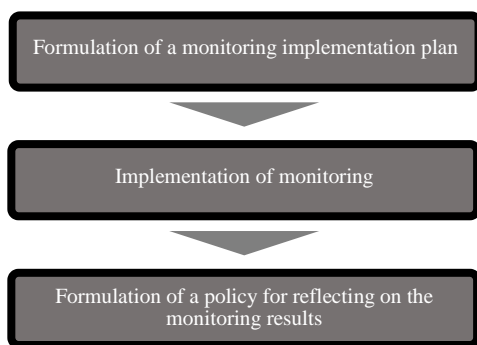 Formulation of a monitoring implementation plan
Implementation of monitoring
Formulation of a policy for reflecting on the
monitoring results